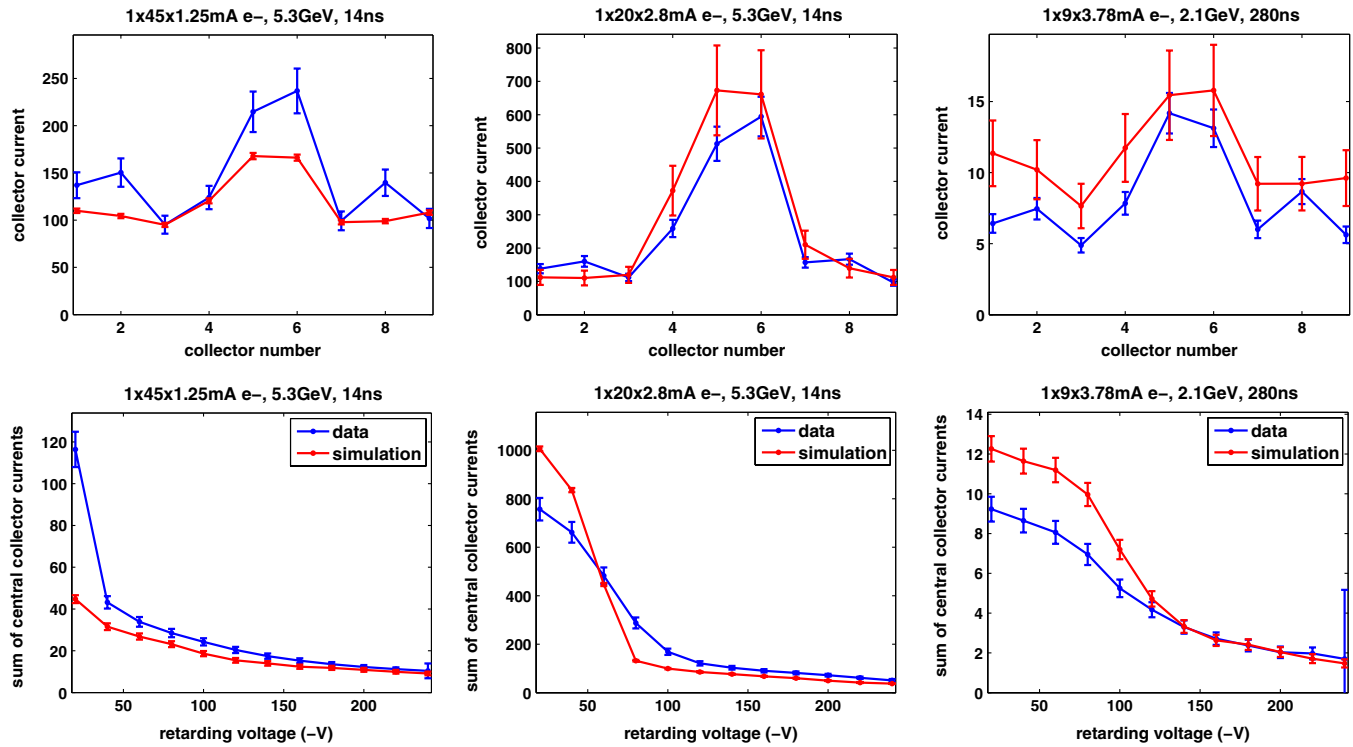 1x45x1.25mA e−, 5.3GeV, 14ns
collector current
250
200
150
100
50
0
2 4 6 8
collector number
1x20x2.8mA e−, 5.3GeV, 14ns
collector current
800
700
600
500
400
300
200
100
0
2 4 6 8
collector number
1x9x3.78mA e−, 2.1GeV, 280ns
collector current
15
10
5
0
2 4 6 8
collector number
1x45x1.25mA e−, 5.3GeV, 14ns
sum of central collector currents
120
100
80
60
40
20
0
50 100 150 200
retarding voltage (−V)
data
simulation
1x20x2.8mA e−, 5.3GeV, 14ns
sum of central collector currents
1000
800
600
400
200
0
50 100 150 200
retarding voltage (−V)
data
simulation
1x9x3.78mA e−, 2.1GeV, 280ns
sum of central collector currents
14
12
10
8
6
4
2
0
50 100 150 200
retarding voltage (−V)
data
simulation